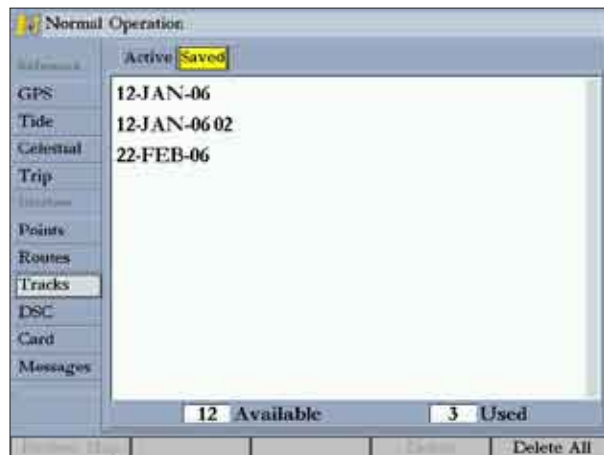 Normal Operation
Active Saved
GPS
Tide
Celestial
Trip
Points
Routes
Tracks
DSC
Card
Messages
12-JAN-06
12-JAN-06 02
22-FEB-06
12 Available 3 Used
Delete All